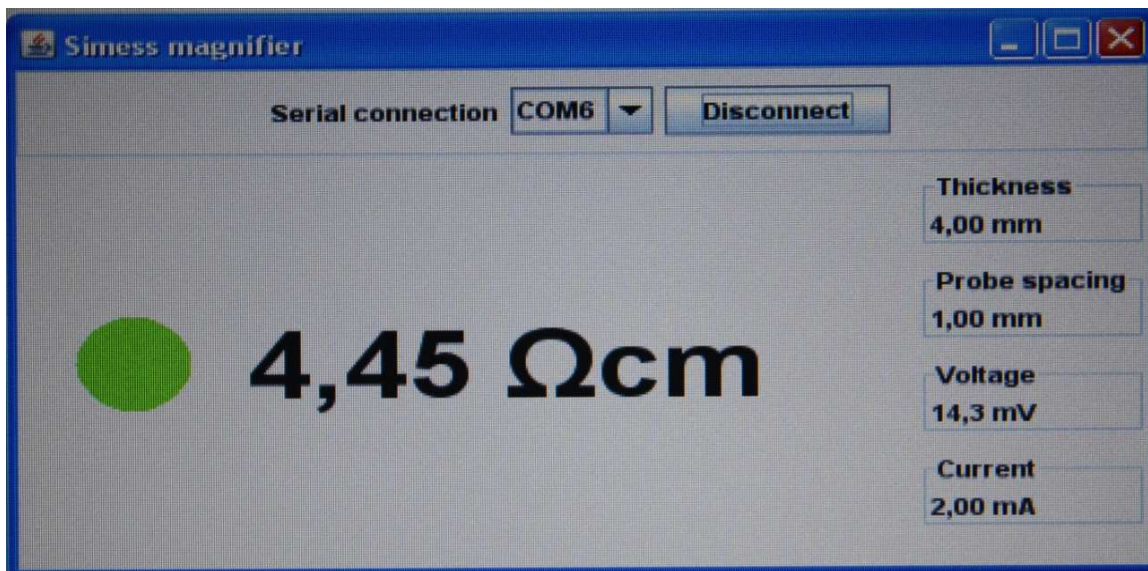 Simess magnifier
Serial connection COM6 Disconnect
Thickness
4,00 mm
Probe spacing
1,00 mm
4,45 Ωcm
Voltage
14,3 mV
Current
2,00 mA